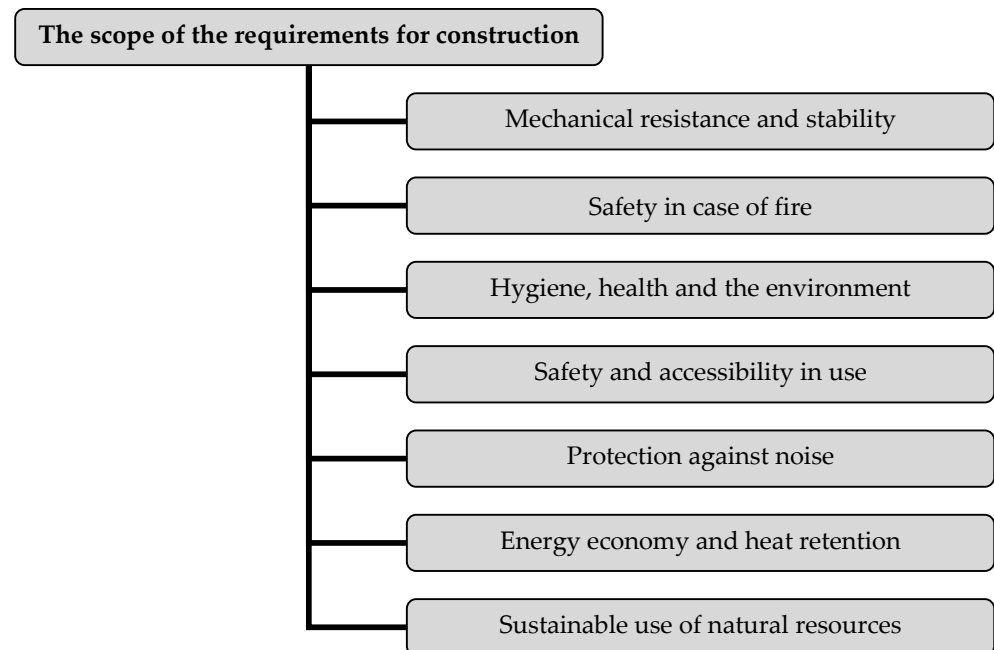 The scope of the requirements for construction
Mechanical resistance and stability
Safety in case of fire
Hygiene, health and the environment
Safety and accessibility in use
Protection against noise
Energy economy and heat retention
Sustainable use of natural resources